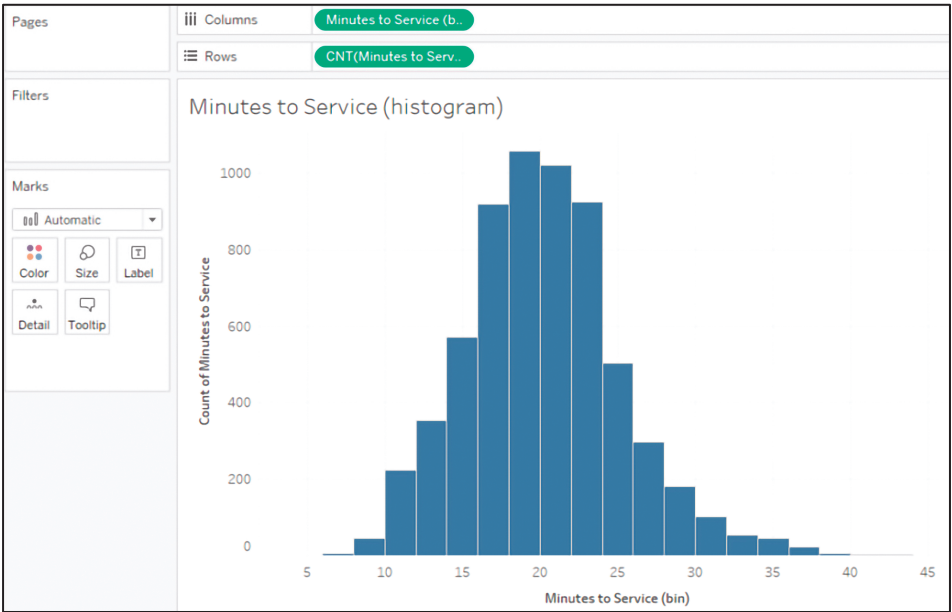 Pages
Columns
Minutes to Service (b..
Rows
CNT(Minutes to Serv..
Filters
Marks
Automatic
Color
Size
Label
Detail
Tooltip
Minutes to Service (histogram)
Count of Minutes to Service
1000
800
600
400
200
0
5 10 15 20 25 30 35 40 45
Minutes to Service (bin)